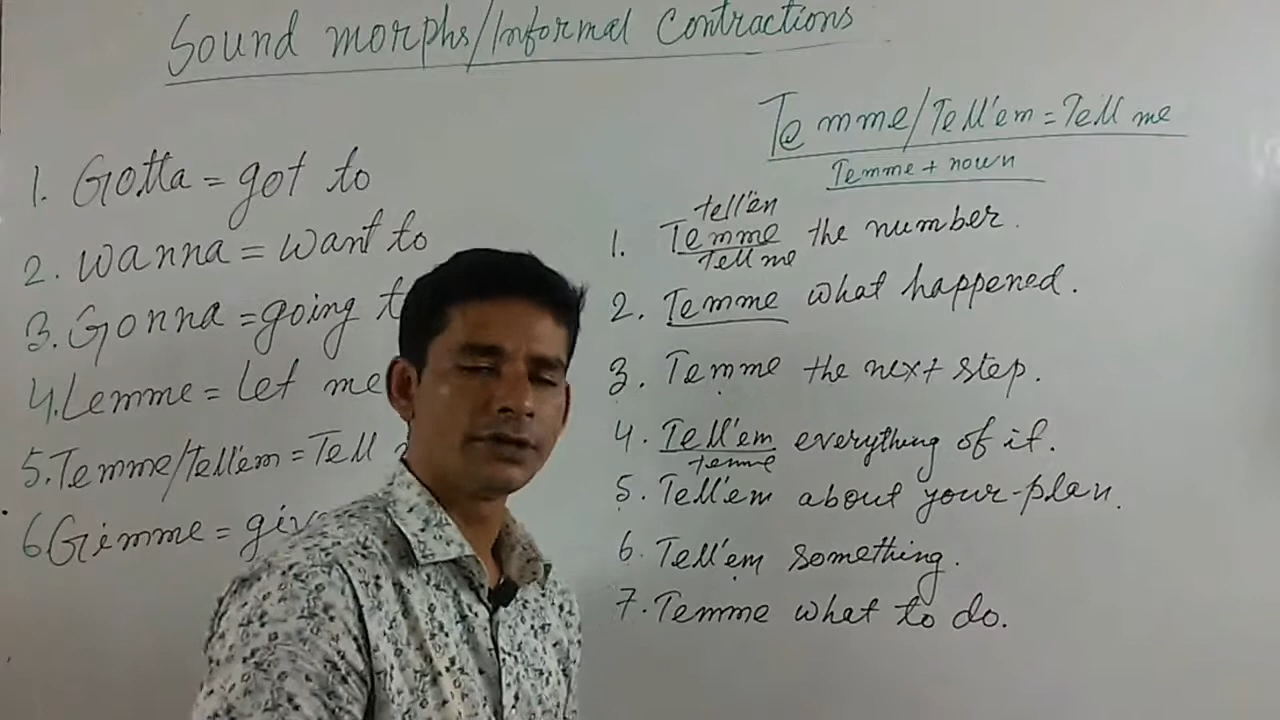 Sound morphs/Informal Contractions
1. Gotta = got to
2. Wanna = want to
3. Gonna = going t
4. Lemme = Let me
5. Temme/Tell'em = Tell
6 Gimme = giv
Temme/Tell'em = Tell me
Temme + noun
tell'en
1. Temme the number.
Tell me
2. Temme what happened.
3. Temme the next step.
4. Tell'em everything of it.
temme
5. Tell'em about your plan.
6. Tell'em something.
7. Temme what to do.